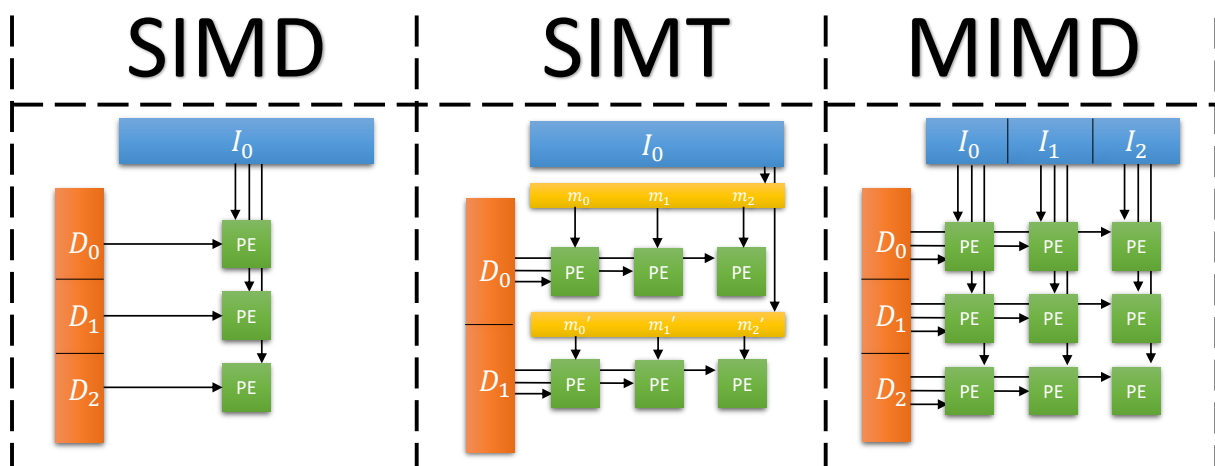 SIMD
I₀
D₀
PE
D₁
PE
D₂
PE
SIMT
I₀
m₀ m₁ m₂
D₀
PE PE PE
m₀′ m₁′ m₂′
D₁
PE PE PE
MIMD
I₀ I₁ I₂
D₀
PE PE PE
D₁
PE PE PE
D₂
PE PE PE